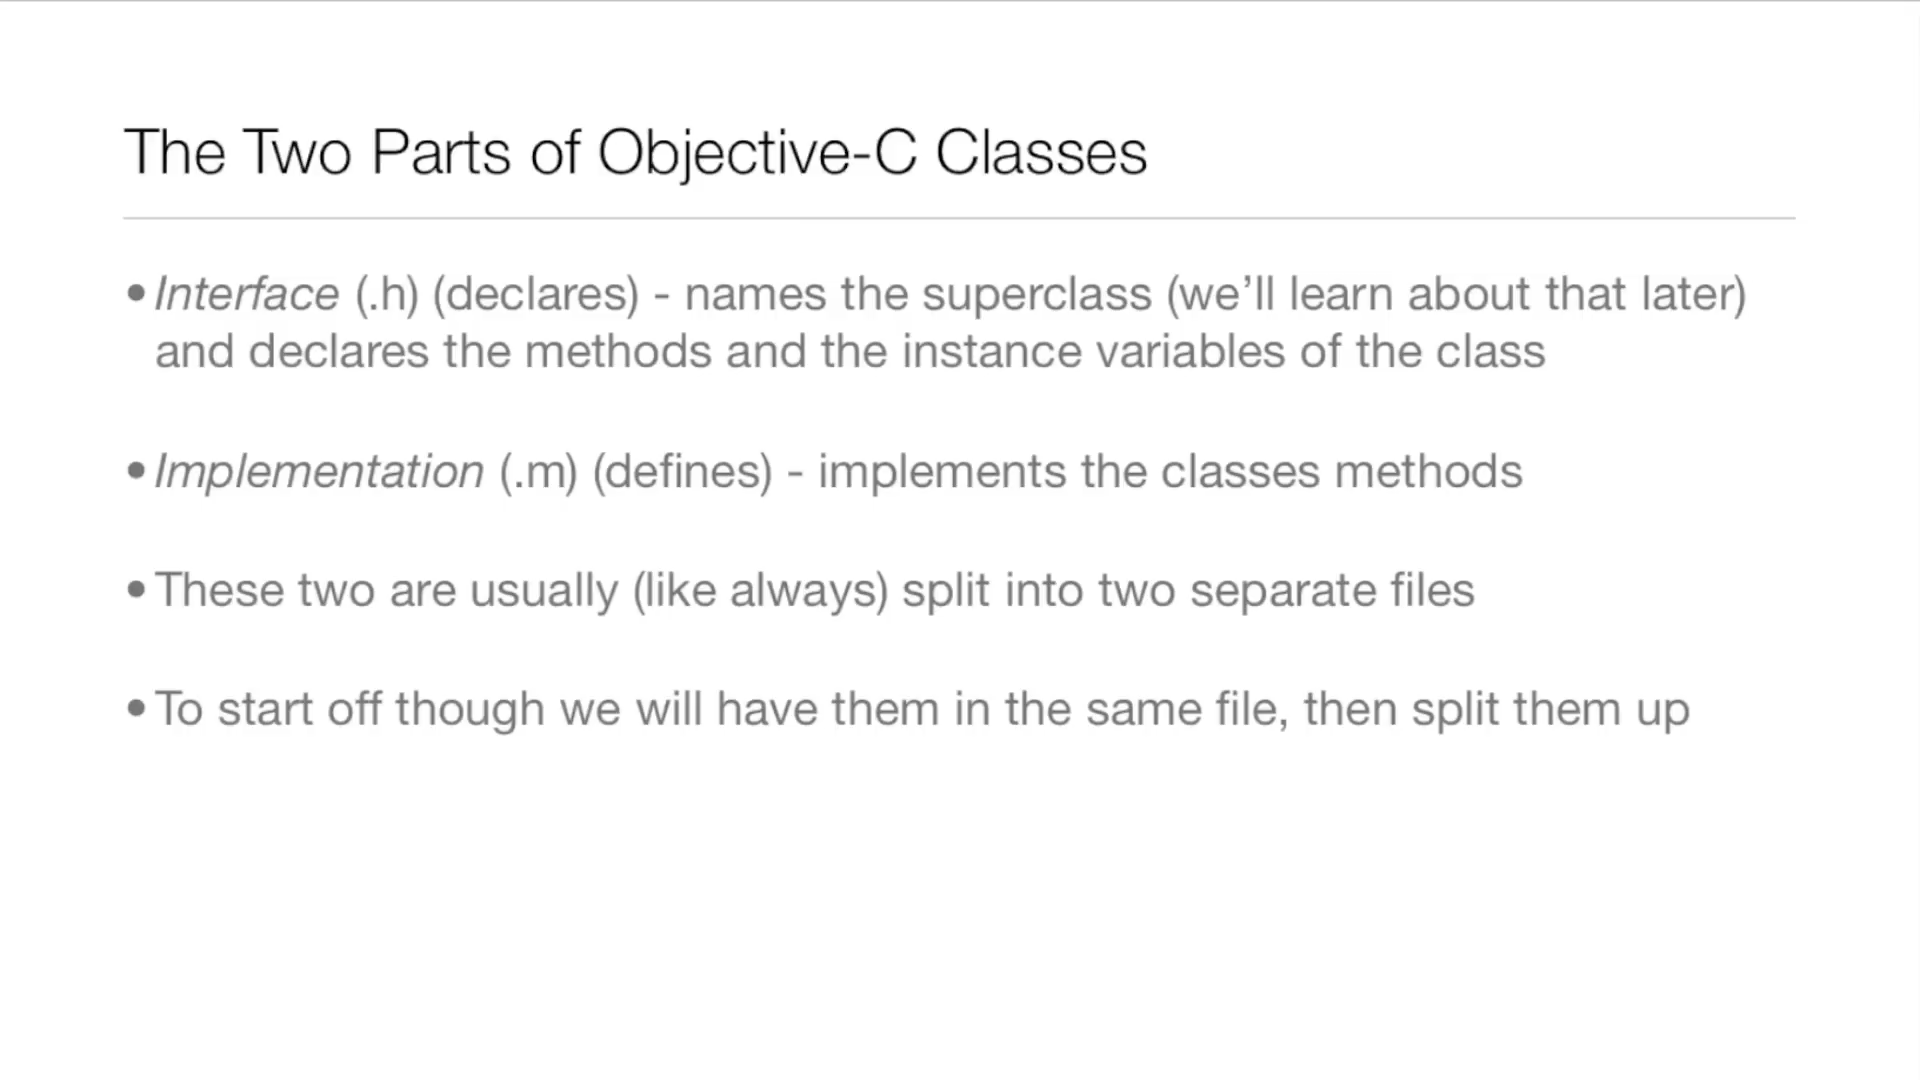 The Two Parts of Objective-C Classes
•Interface (.h) (declares) - names the superclass (we’ll learn about that later)
and declares the methods and the instance variables of the class
•Implementation (.m) (defines) - implements the classes methods
•These two are usually (like always) split into two separate files
•To start off though we will have them in the same file, then split them up